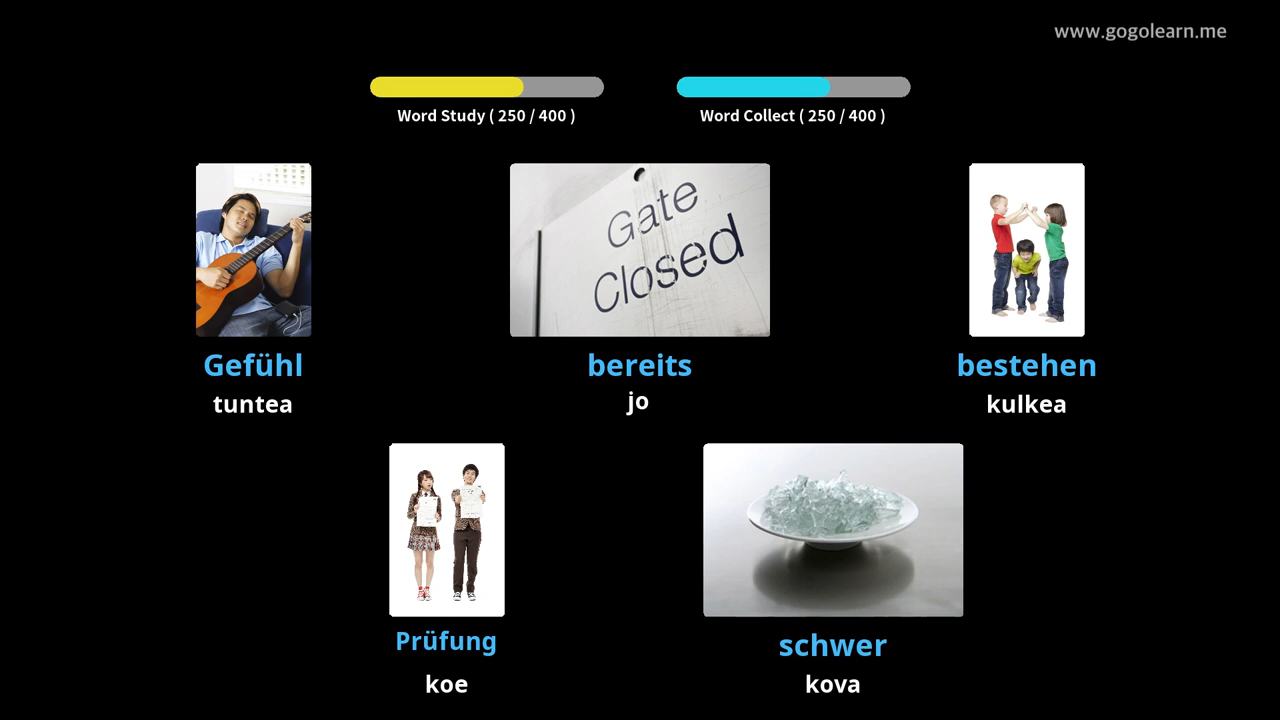 www.gogolearn.me
Word Study ( 250 / 400 )
Word Collect ( 250 / 400 )
Gate
Closed
Gefühl
bereits
bestehen
tuntea
jo
kulkea
Prüfung
schwer
koe
kova